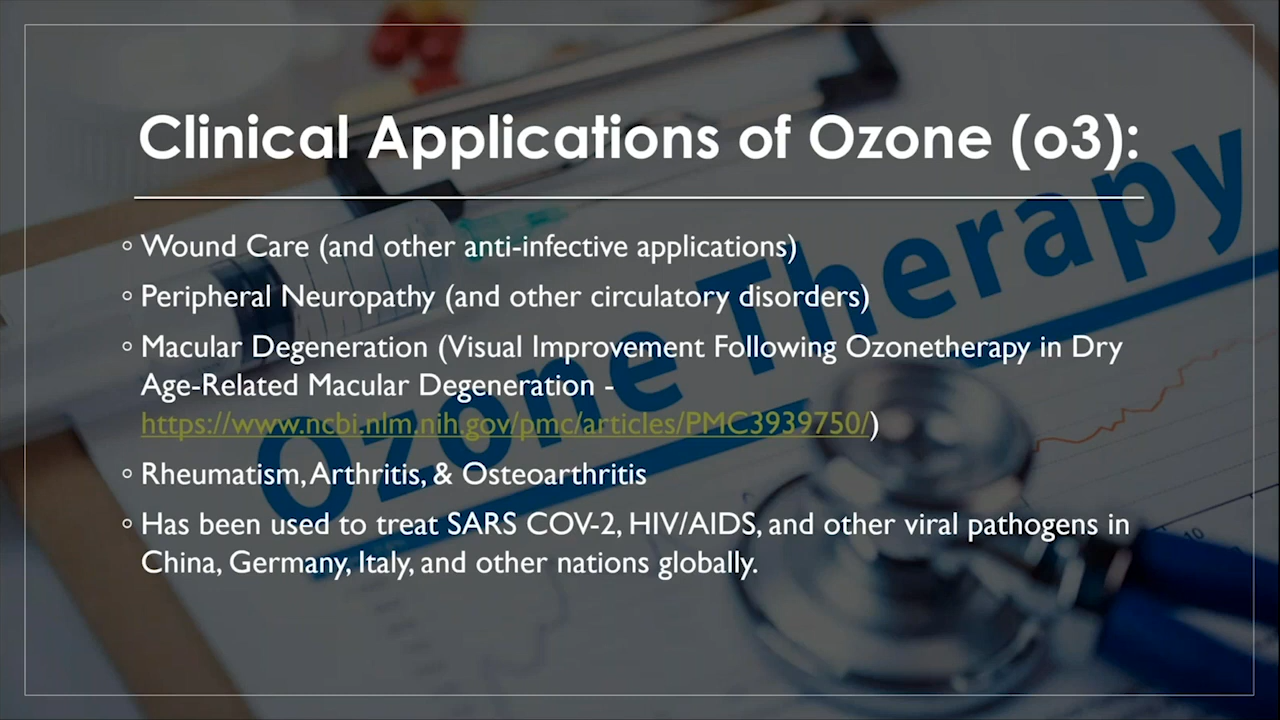 Clinical Applications of Ozone (o3):
Wound Care (and other anti-infective applications)
Peripheral Neuropathy (and other circulatory disorders)
Macular Degeneration (Visual Improvement Following Ozonetherapy in Dry
Age-Related Macular Degeneration -
https://www.ncbi.nlm.nih.gov/pmc/articles/PMC3939750/)
Rheumatism, Arthritis, & Osteoarthritis
Has been used to treat SARS COV-2, HIV/AIDS, and other viral pathogens in
China, Germany, Italy, and other nations globally.
Ozone Therapy
10